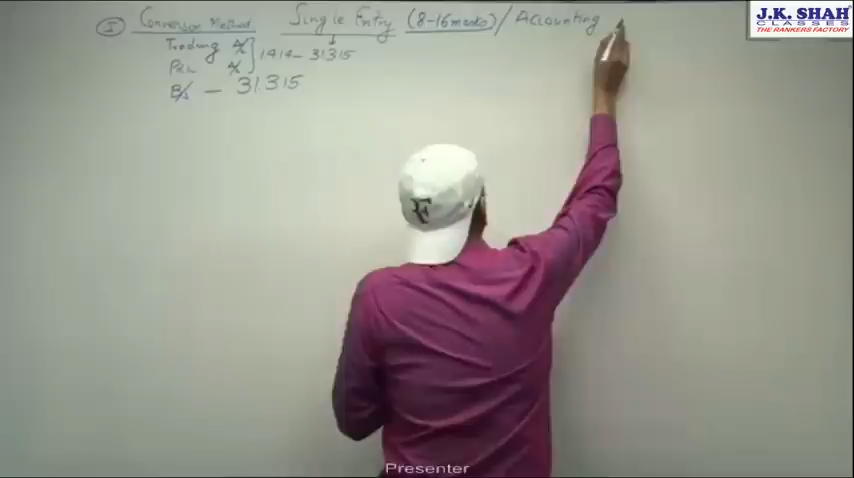 I Conversion Method Single Entry (8-16 marks) / Accounting
Trading A/c
P&L A/c
1.4.14 - 31.3.15
B/S - 31.3.15
J.K. SHAH
CLASSES
THE RANKERS FACTORY
F
Presenter